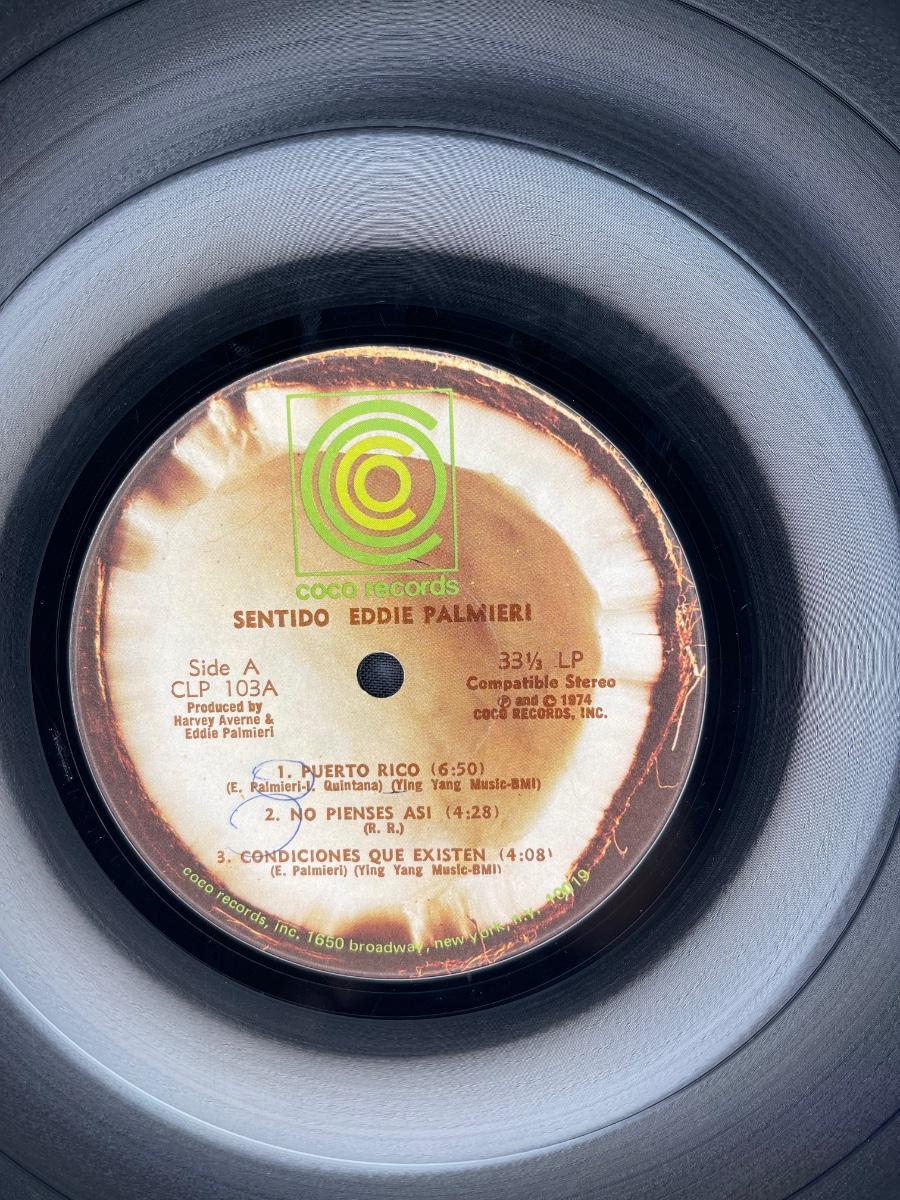 coco records
SENTIDO EDDIE PALMIERI
Side A
CLP 103A
Produced by
Harvey Averne &
Eddie Palmieri
33⅓ LP
Compatible Stereo
℗ and © 1974
COCO RECORDS, INC.
1. PUERTO RICO (6:50)
(E. Palmieri-I. Quintana) (Ying Yang Music-BMI)
2. NO PIENSES ASI (4:28)
(R. R.)
3. CONDICIONES QUE EXISTEN (4:08)
(E. Palmieri) (Ying Yang Music-BMI)
coco records, inc. 1650 broadway, new york, n.y. 10019